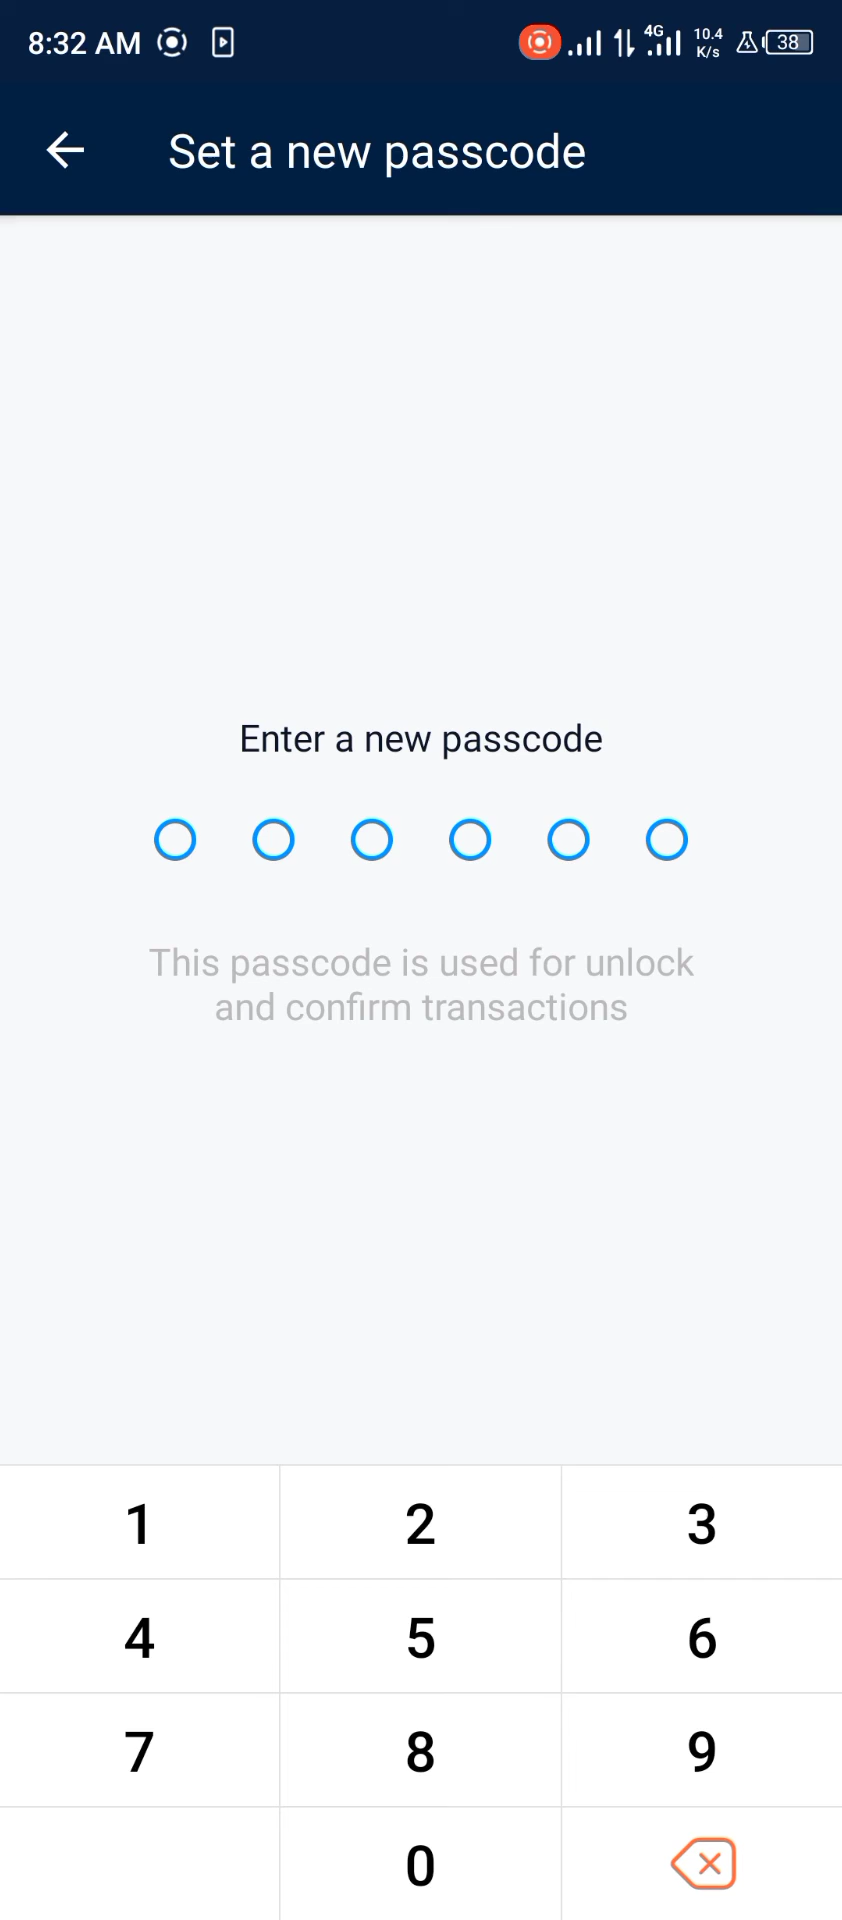 8:32 AM 4G 10.4 K/s 38
Set a new passcode
Enter a new passcode
This passcode is used for unlock
and confirm transactions
1 2 3
4 5 6
7 8 9
0